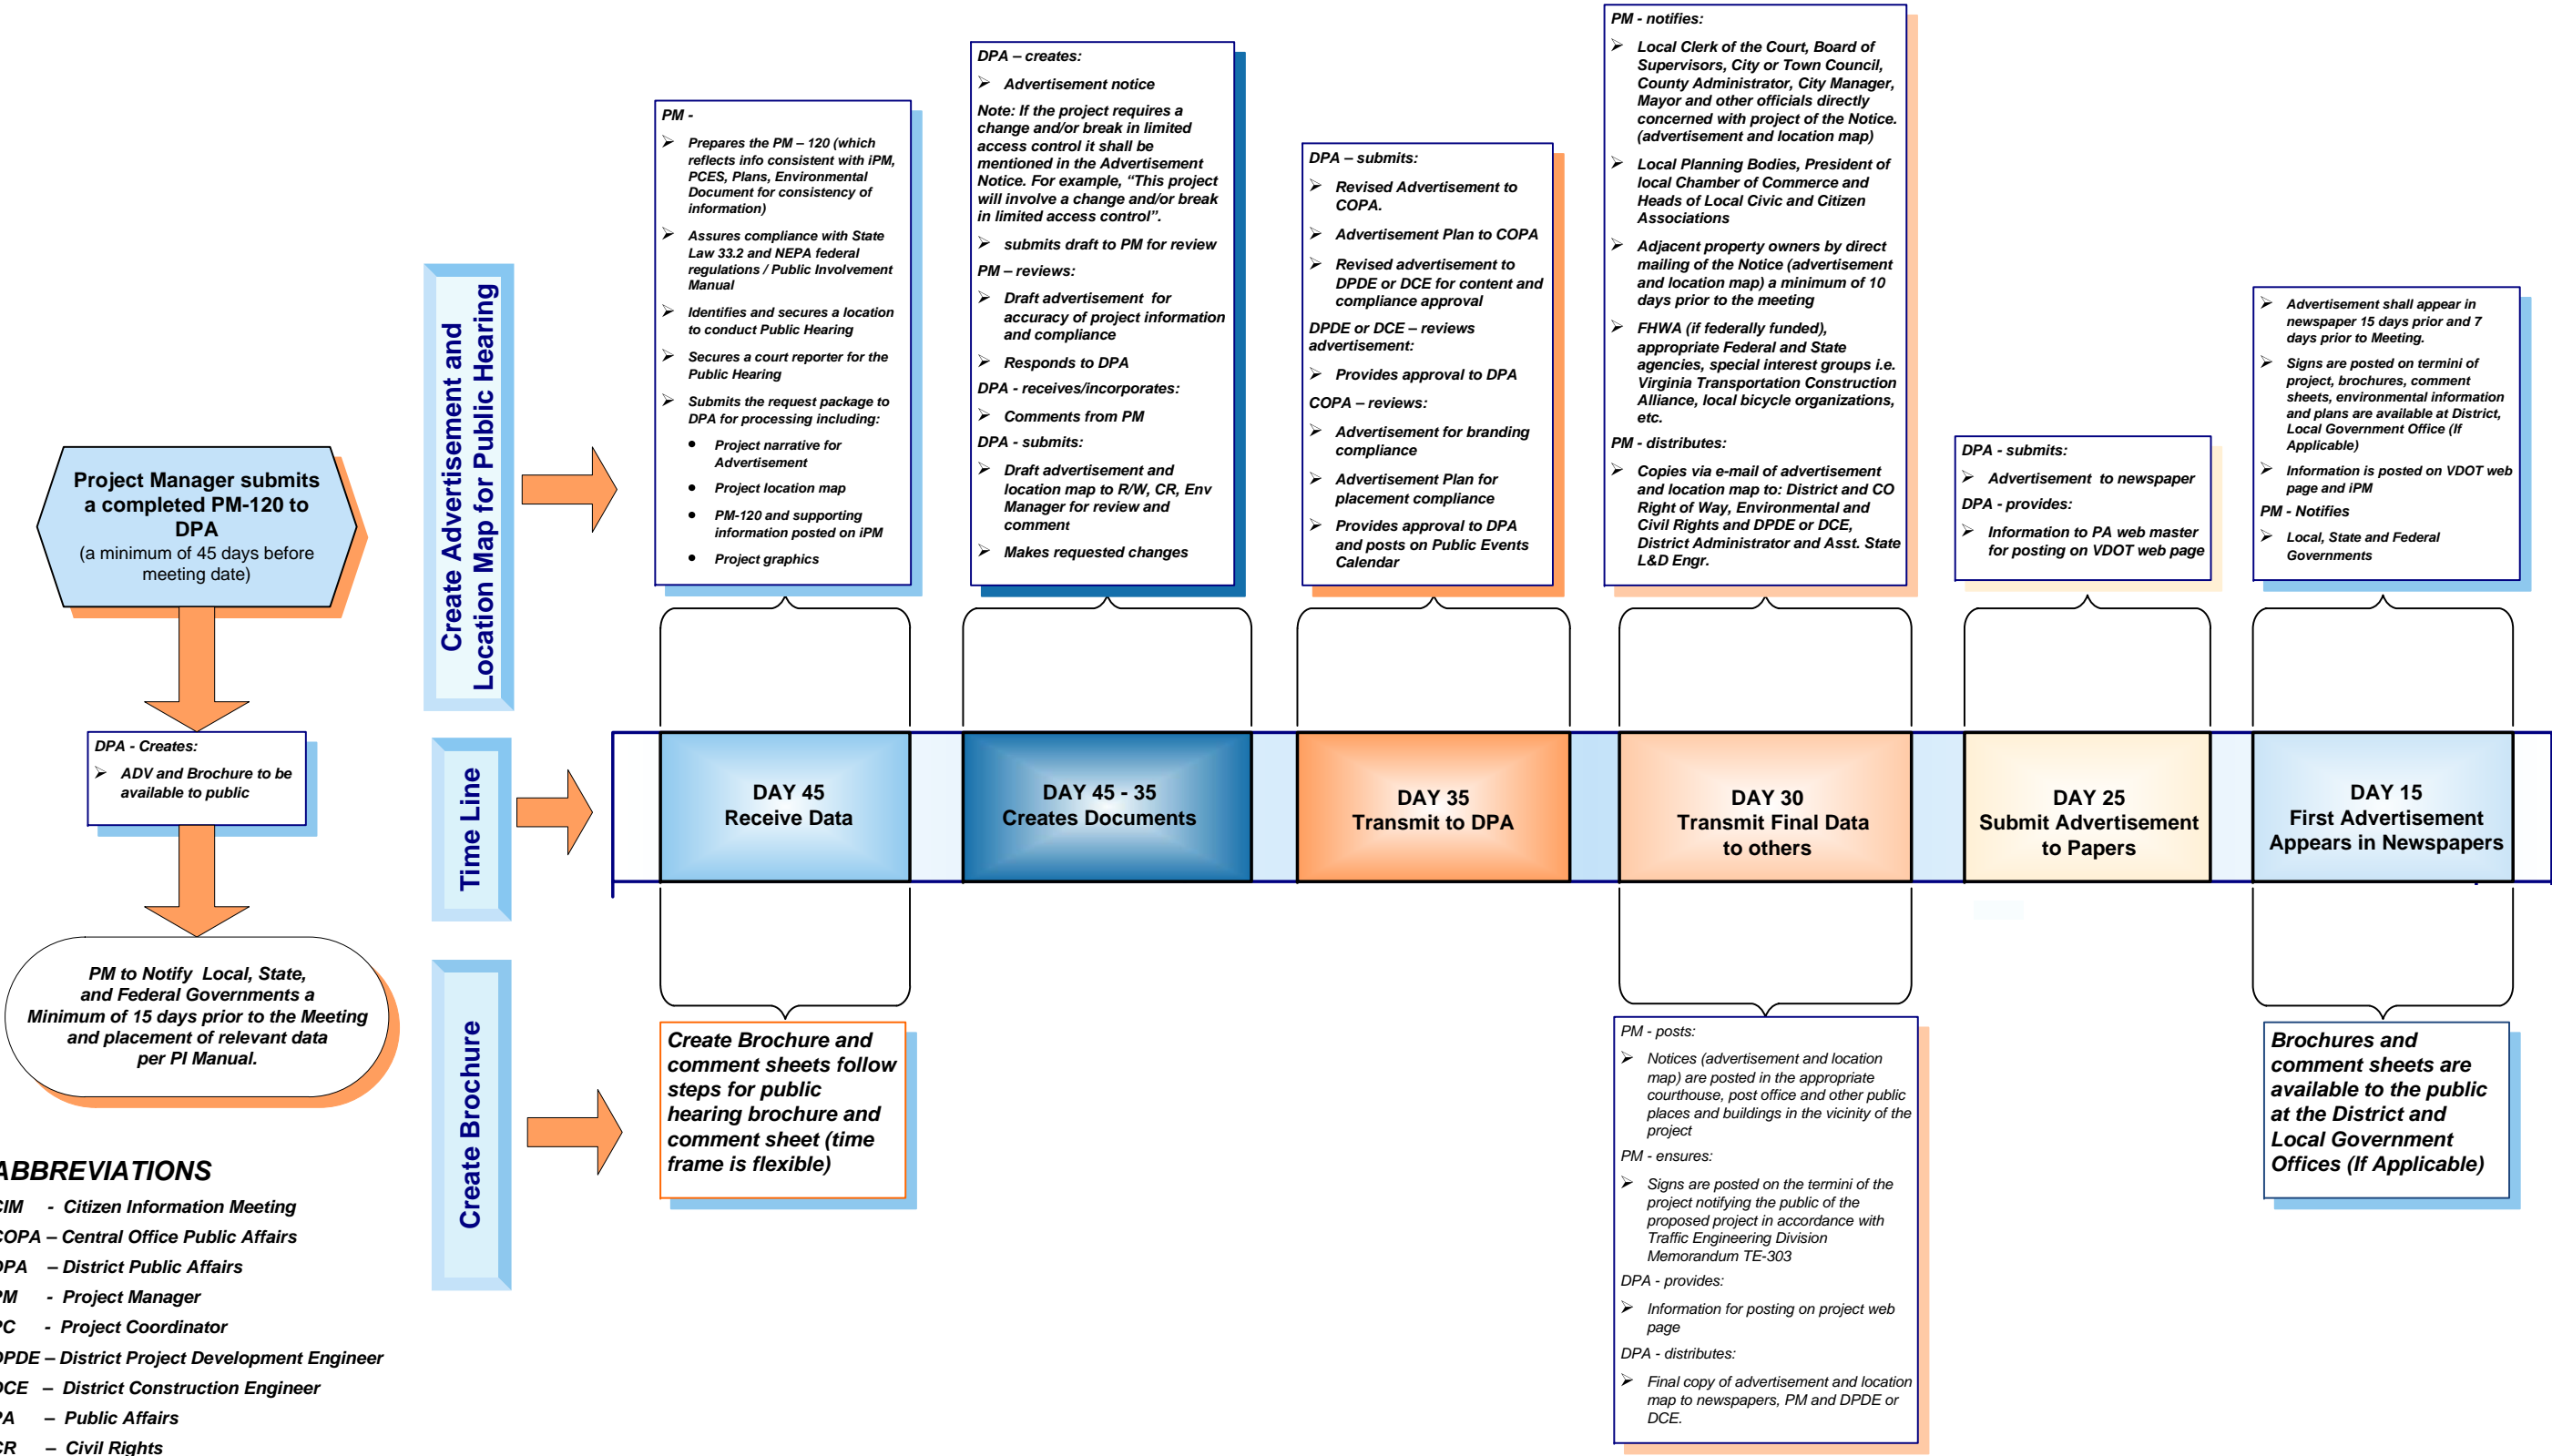 Project Manager submits
a completed PM-120 to
DPA
(a minimum of 45 days before
meeting date)
DPA - Creates:
➢ ADV and Brochure to be
available to public
PM to Notify Local, State,
and Federal Governments a
Minimum of 15 days prior to the Meeting
and placement of relevant data
per PI Manual.
ABBREVIATIONS
CIM - Citizen Information Meeting
COPA – Central Office Public Affairs
DPA – District Public Affairs
PM - Project Manager
PC - Project Coordinator
DPDE – District Project Development Engineer
DCE – District Construction Engineer
PA – Public Affairs
CR – Civil Rights
Create Advertisement and
Location Map for Public Hearing
PM -
➢ Prepares the PM – 120 (which
reflects info consistent with iPM,
PCES, Plans, Environmental
Document for consistency of
information)
➢ Assures compliance with State
Law 33.2 and NEPA federal
regulations / Public Involvement
Manual
➢ Identifies and secures a location
to conduct Public Hearing
➢ Secures a court reporter for the
Public Hearing
➢ Submits the request package to
DPA for processing including:
• Project narrative for
Advertisement
• Project location map
• PM-120 and supporting
information posted on iPM
• Project graphics
DPA – creates:
➢ Advertisement notice
Note: If the project requires a
change and/or break in limited
access control it shall be
mentioned in the Advertisement
Notice. For example, “This project
will involve a change and/or break
in limited access control”.
➢ submits draft to PM for review
PM – reviews:
➢ Draft advertisement for
accuracy of project information
and compliance
➢ Responds to DPA
DPA - receives/incorporates:
➢ Comments from PM
DPA - submits:
➢ Draft advertisement and
location map to R/W, CR, Env
Manager for review and
comment
➢ Makes requested changes
DPA – submits:
➢ Revised Advertisement to
COPA.
➢ Advertisement Plan to COPA
➢ Revised advertisement to
DPDE or DCE for content and
compliance approval
DPDE or DCE – reviews
advertisement:
➢ Provides approval to DPA
COPA – reviews:
➢ Advertisement for branding
compliance
➢ Advertisement Plan for
placement compliance
➢ Provides approval to DPA
and posts on Public Events
Calendar
PM - notifies:
➢ Local Clerk of the Court, Board of
Supervisors, City or Town Council,
County Administrator, City Manager,
Mayor and other officials directly
concerned with project of the Notice.
(advertisement and location map)
➢ Local Planning Bodies, President of
local Chamber of Commerce and
Heads of Local Civic and Citizen
Associations
➢ Adjacent property owners by direct
mailing of the Notice (advertisement
and location map) a minimum of 10
days prior to the meeting
➢ FHWA (if federally funded),
appropriate Federal and State
agencies, special interest groups i.e.
Virginia Transportation Construction
Alliance, local bicycle organizations,
etc.
PM - distributes:
➢ Copies via e-mail of advertisement
and location map to: District and CO
Right of Way, Environmental and
Civil Rights and DPDE or DCE,
District Administrator and Asst. State
L&D Engr.
DPA - submits:
➢ Advertisement to newspaper
DPA - provides:
➢ Information to PA web master
for posting on VDOT web page
➢ Advertisement shall appear in
newspaper 15 days prior and 7
days prior to Meeting.
➢ Signs are posted on termini of
project, brochures, comment
sheets, environmental information
and plans are available at District,
Local Government Office (If
Applicable)
➢ Information is posted on VDOT web
page and iPM
PM - Notifies
➢ Local, State and Federal
Governments
Time Line
DAY 45
Receive Data
DAY 45 - 35
Creates Documents
DAY 35
Transmit to DPA
DAY 30
Transmit Final Data
to others
DAY 25
Submit Advertisement
to Papers
DAY 15
First Advertisement
Appears in Newspapers
Create Brochure
Create Brochure and
comment sheets follow
steps for public
hearing brochure and
comment sheet (time
frame is flexible)
PM - posts:
➢ Notices (advertisement and location
map) are posted in the appropriate
courthouse, post office and other public
places and buildings in the vicinity of the
project
PM - ensures:
➢ Signs are posted on the termini of the
project notifying the public of the
proposed project in accordance with
Traffic Engineering Division
Memorandum TE-303
DPA - provides:
➢ Information for posting on project web
page
DPA - distributes:
➢ Final copy of advertisement and location
map to newspapers, PM and DPDE or
DCE.
Brochures and
comment sheets are
available to the public
at the District and
Local Government
Offices (If Applicable)